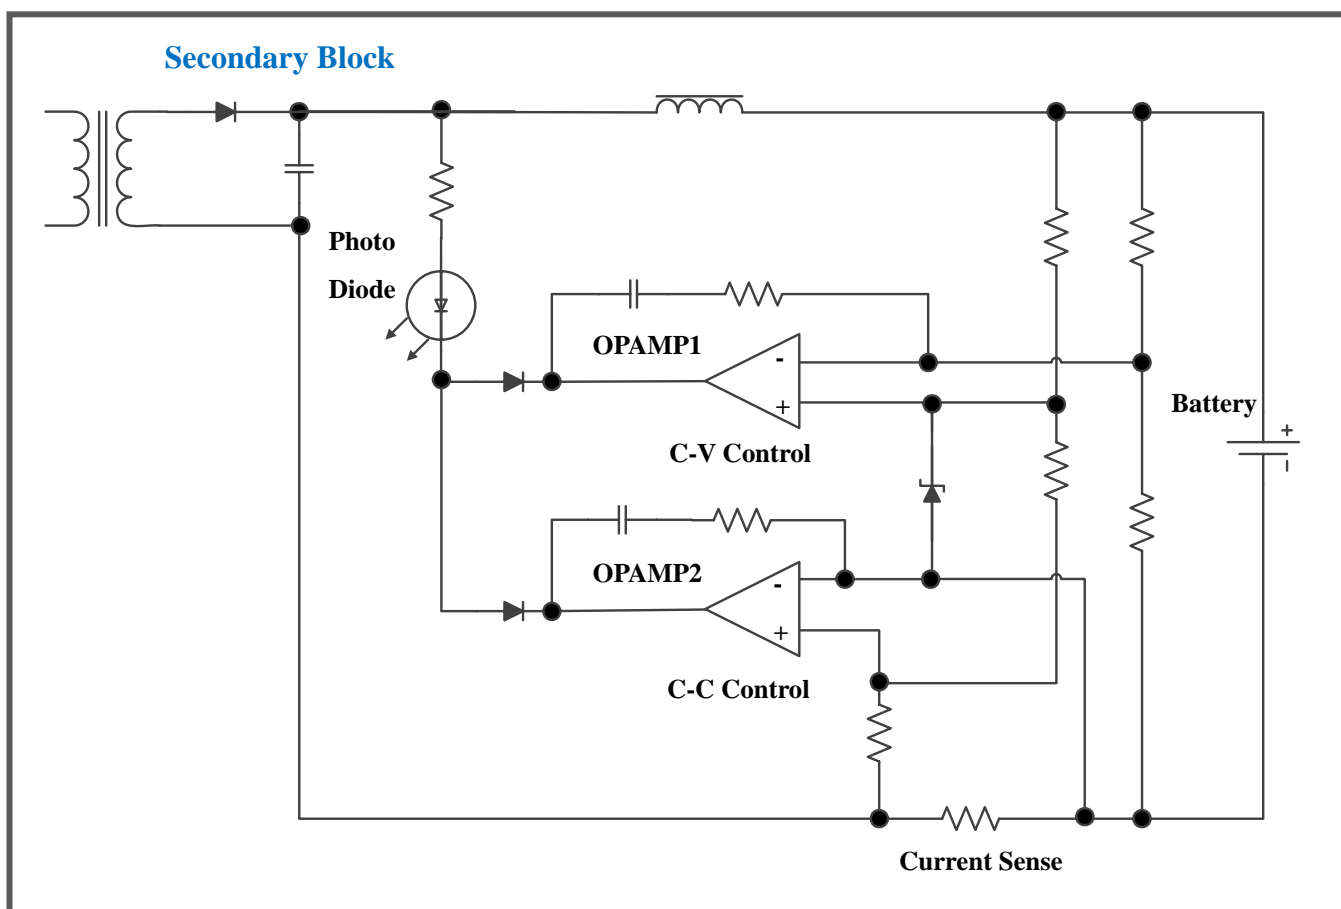 Secondary Block
Photo
Diode
OPAMP1
-
+
C-V Control
Battery
+
-
OPAMP2
-
+
C-C Control
Current Sense